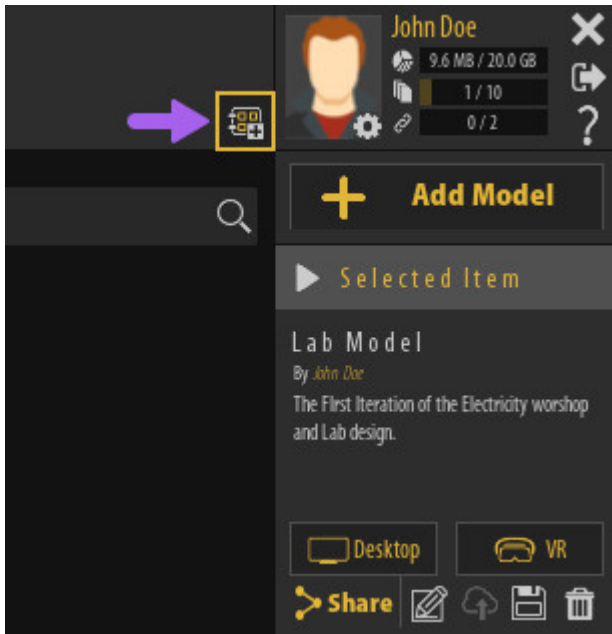 John Doe
9.6 MB / 20.0 GB
1 / 10
0 / 2
?
Add Model
Selected Item
Lab Model
By John Doe
The FIrst Iteration of the Electricity worshop
and Lab design.
Desktop
VR
Share